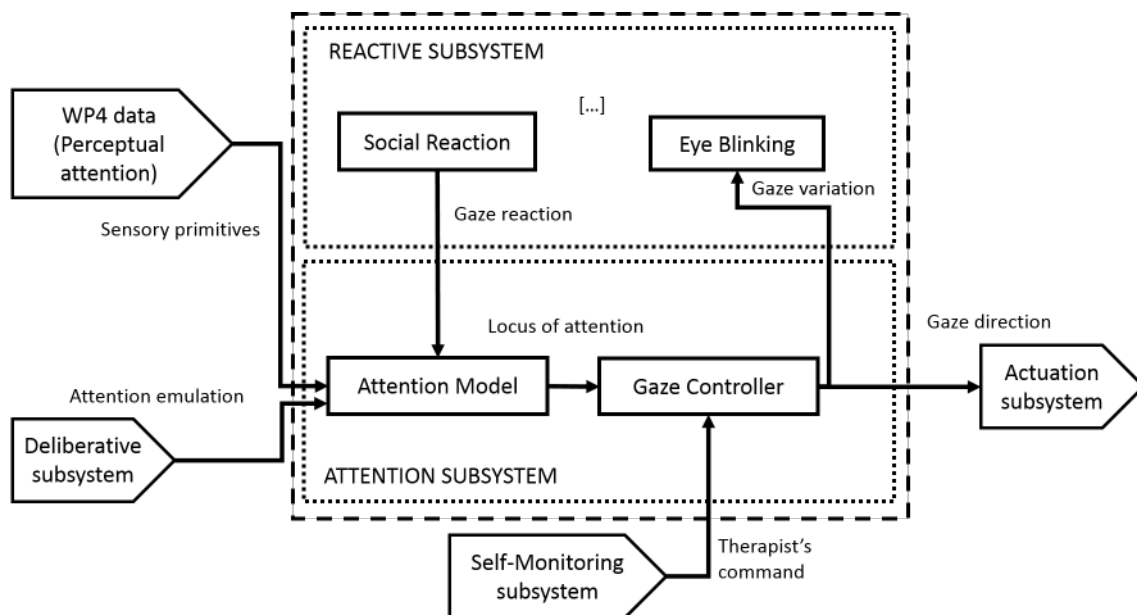 REACTIVE SUBSYSTEM
WP4 data
(Perceptual
attention)
[...]
Social Reaction
Eye Blinking
Gaze variation
Gaze reaction
Sensory primitives
Locus of attention
Gaze direction
Attention Model
Gaze Controller
Actuation
subsystem
Attention emulation
Deliberative
subsystem
ATTENTION SUBSYSTEM
Self-Monitoring
subsystem
Therapist's
command